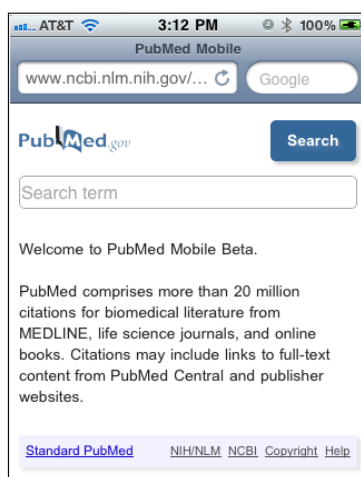 AT&T 3:12 PM 100%
PubMed Mobile
www.ncbi.nlm.nih.gov/... Google
PubMed.gov Search
Search term
Welcome to PubMed Mobile Beta.
PubMed comprises more than 20 million
citations for biomedical literature from
MEDLINE, life science journals, and online
books. Citations may include links to full-text
content from PubMed Central and publisher
websites.
Standard PubMed NIH/NLM NCBI Copyright Help